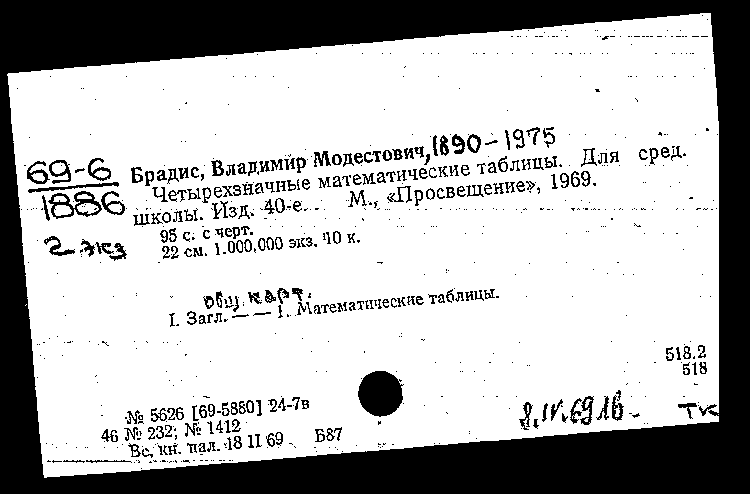 69-6
1886
2 экз
Брадис, Владимир Модестович, 1890-1975
Четырехзначные математические таблицы. Для сред.
школы. Изд. 40-е. М., «Просвещение», 1969.
95 с. с черт.
22 см. 1.000.000 экз. 10 к.
общ. карт.
I. Загл. — — 1. Математические таблицы.
518.2
518
№ 5626 [69-5880] 24-7в
46 № 232; № 1412
Вс. кн. пал. 18 II 69 Б87
8.IV.69 ТК